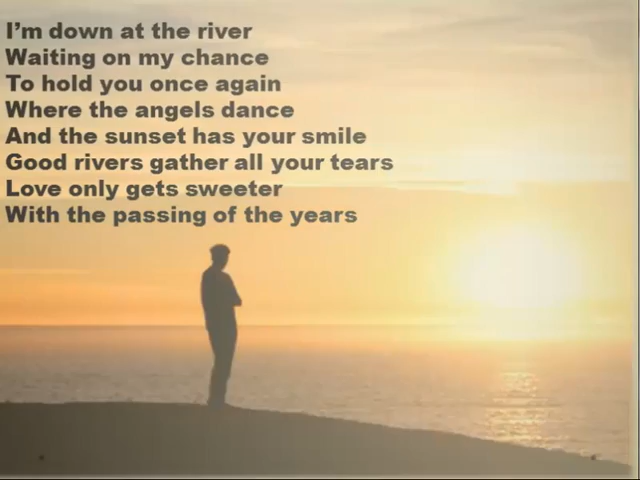 I'm down at the river
Waiting on my chance
To hold you once again
Where the angels dance
And the sunset has your smile
Good rivers gather all your tears
Love only gets sweeter
With the passing of the years